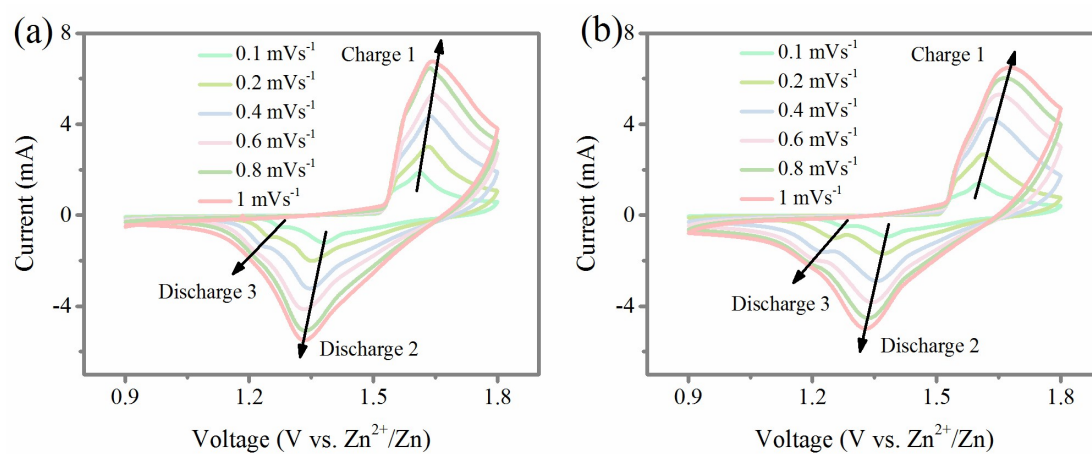 (a)
8
4
0
-4
Current (mA)
0.1 mVs⁻¹
0.2 mVs⁻¹
0.4 mVs⁻¹
0.6 mVs⁻¹
0.8 mVs⁻¹
1 mVs⁻¹
Charge 1
Discharge 3
Discharge 2
0.9 1.2 1.5 1.8
Voltage (V vs. Zn²⁺/Zn)
(b)
8
4
0
-4
Current (mA)
0.1 mVs⁻¹
0.2 mVs⁻¹
0.4 mVs⁻¹
0.6 mVs⁻¹
0.8 mVs⁻¹
1 mVs⁻¹
Charge 1
Discharge 3
Discharge 2
0.9 1.2 1.5 1.8
Voltage (V vs. Zn²⁺/Zn)